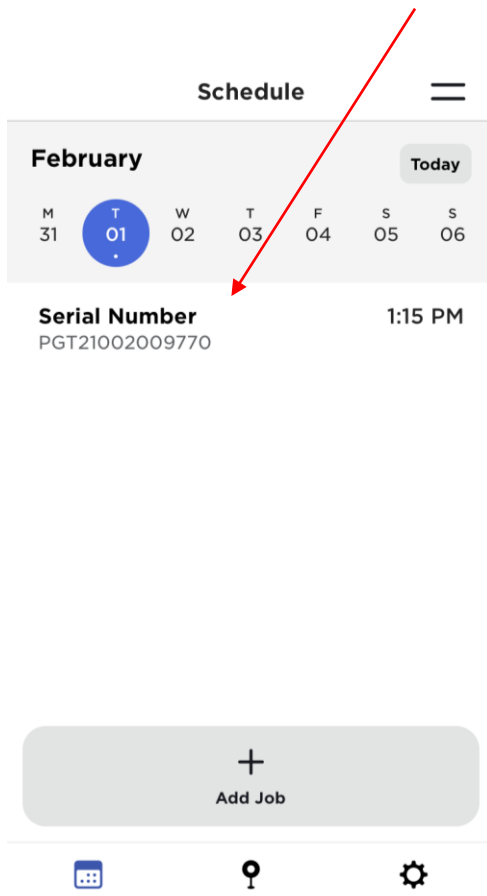 Schedule
February
Today
M T W T F S S
31 01 02 03 04 05 06
Serial Number 1:15 PM
PGT21002009770
Add Job